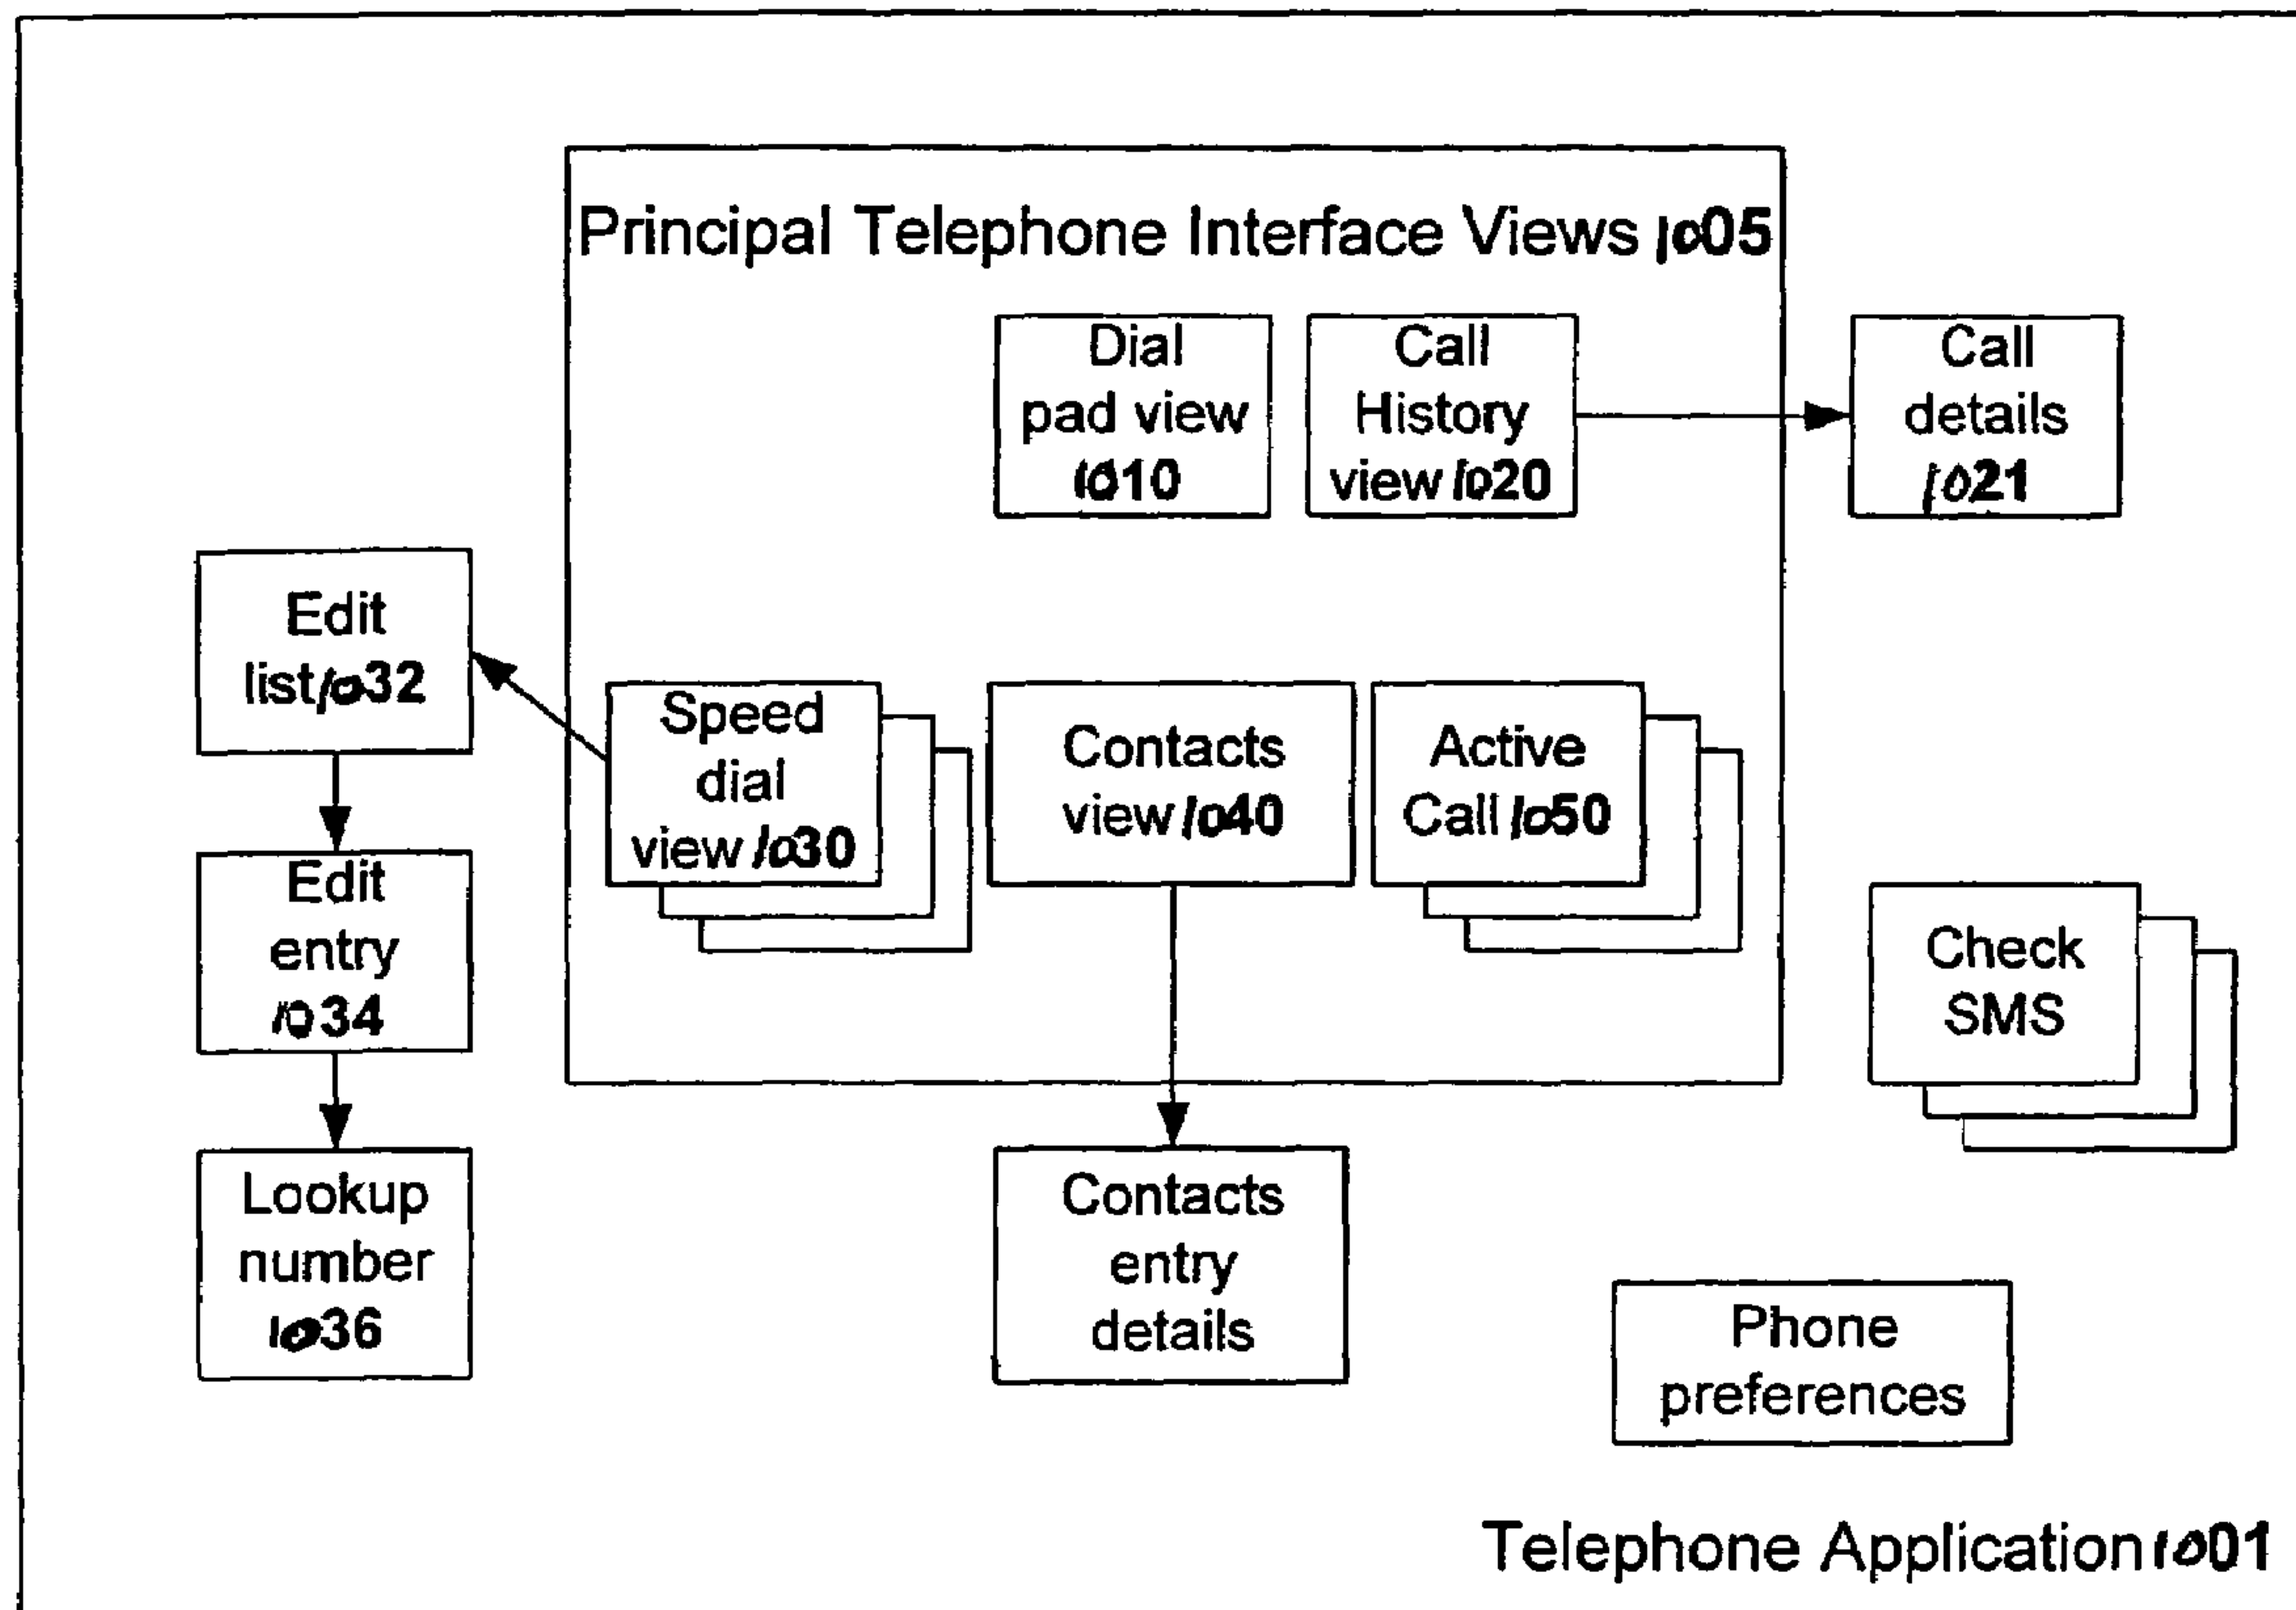 Principal Telephone Interface Views 1005
Dial
pad view
1010
Call
History
view 1020
Call
details
1021
Edit
list 1032
Speed
dial
view 1030
Contacts
view 1040
Active
Call 1050
Edit
entry
1034
Check
SMS
Lookup
number
1036
Contacts
entry
details
Phone
preferences
Telephone Application 1001